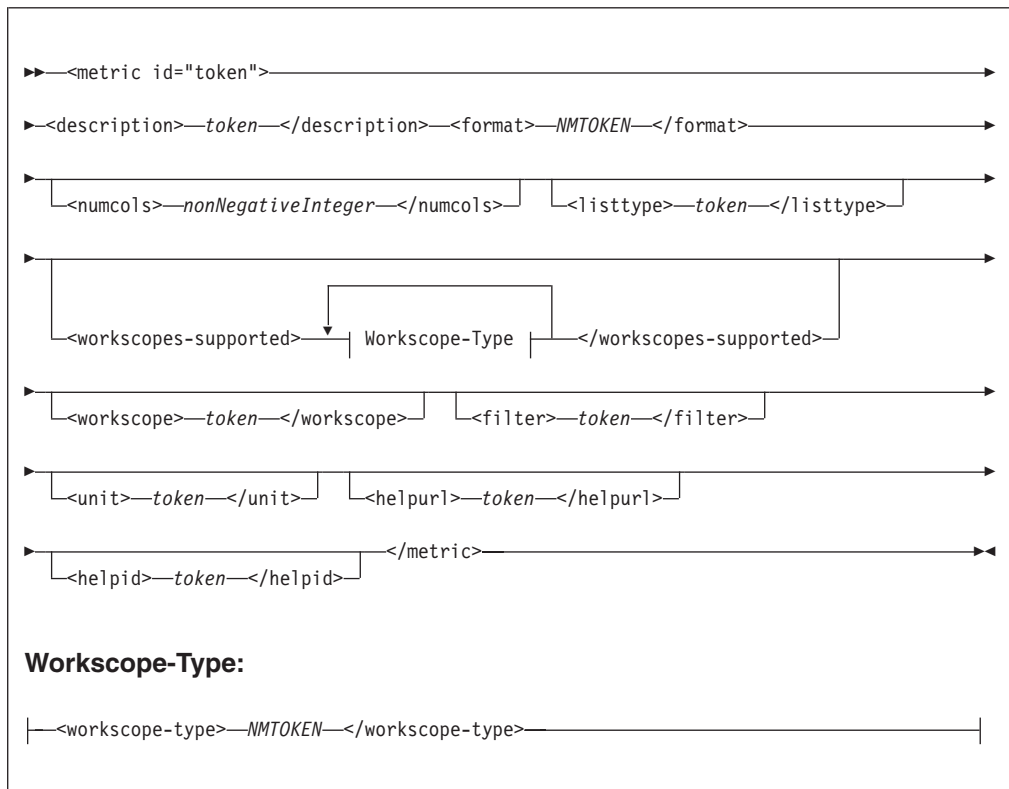 <metric id="token">
<description> token </description> <format> NMTOKEN </format>
<numcols> nonNegativeInteger </numcols> <listtype> token </listtype>
<workscopes-supported> Workscope-Type </workscopes-supported>
<workscope> token </workscope> <filter> token </filter>
<unit> token </unit> <helpurl> token </helpurl>
</metric>
<helpid> token </helpid>
Workscope-Type:
<workscope-type> NMTOKEN </workscope-type>